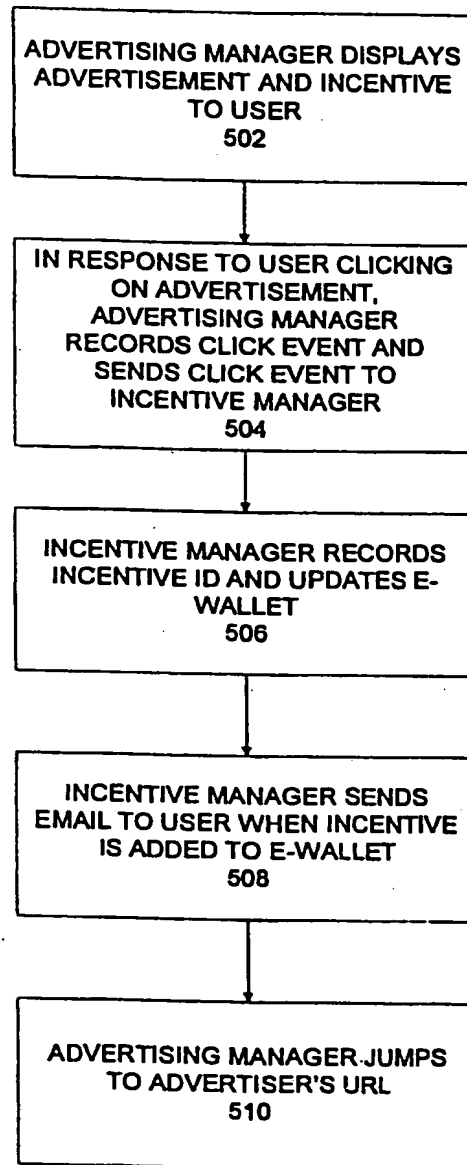 ADVERTISING MANAGER DISPLAYS
ADVERTISEMENT AND INCENTIVE
TO USER
502
IN RESPONSE TO USER CLICKING
ON ADVERTISEMENT,
ADVERTISING MANAGER
RECORDS CLICK EVENT AND
SENDS CLICK EVENT TO
INCENTIVE MANAGER
504
INCENTIVE MANAGER RECORDS
INCENTIVE ID AND UPDATES E-
WALLET
506
INCENTIVE MANAGER SENDS
EMAIL TO USER WHEN INCENTIVE
IS ADDED TO E-WALLET
508
ADVERTISING MANAGER JUMPS
TO ADVERTISER'S URL
510